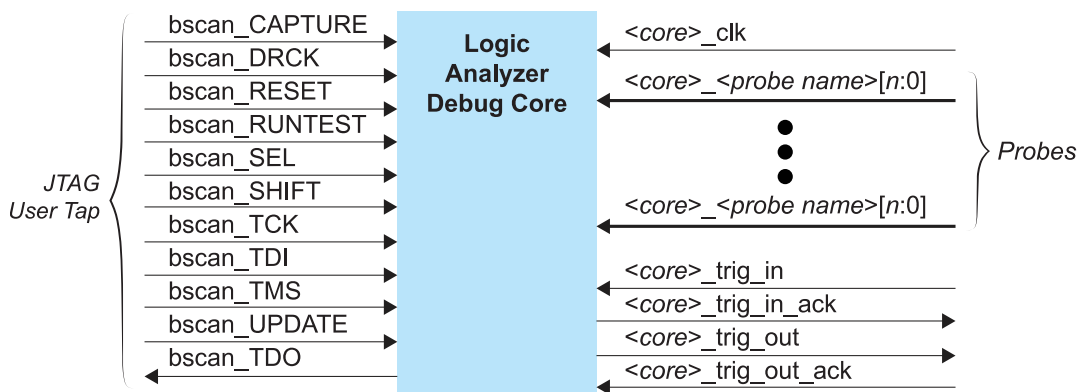 bscan_CAPTURE
bscan_DRCK
bscan_RESET
bscan_RUNTEST
bscan_SEL
bscan_SHIFT
bscan_TCK
bscan_TDI
bscan_TMS
bscan_UPDATE
bscan_TDO
JTAG
User Tap
Logic
Analyzer
Debug Core
<core>_clk
<core>_<probe name>[n:0]
<core>_<probe name>[n:0]
Probes
<core>_trig_in
<core>_trig_in_ack
<core>_trig_out
<core>_trig_out_ack